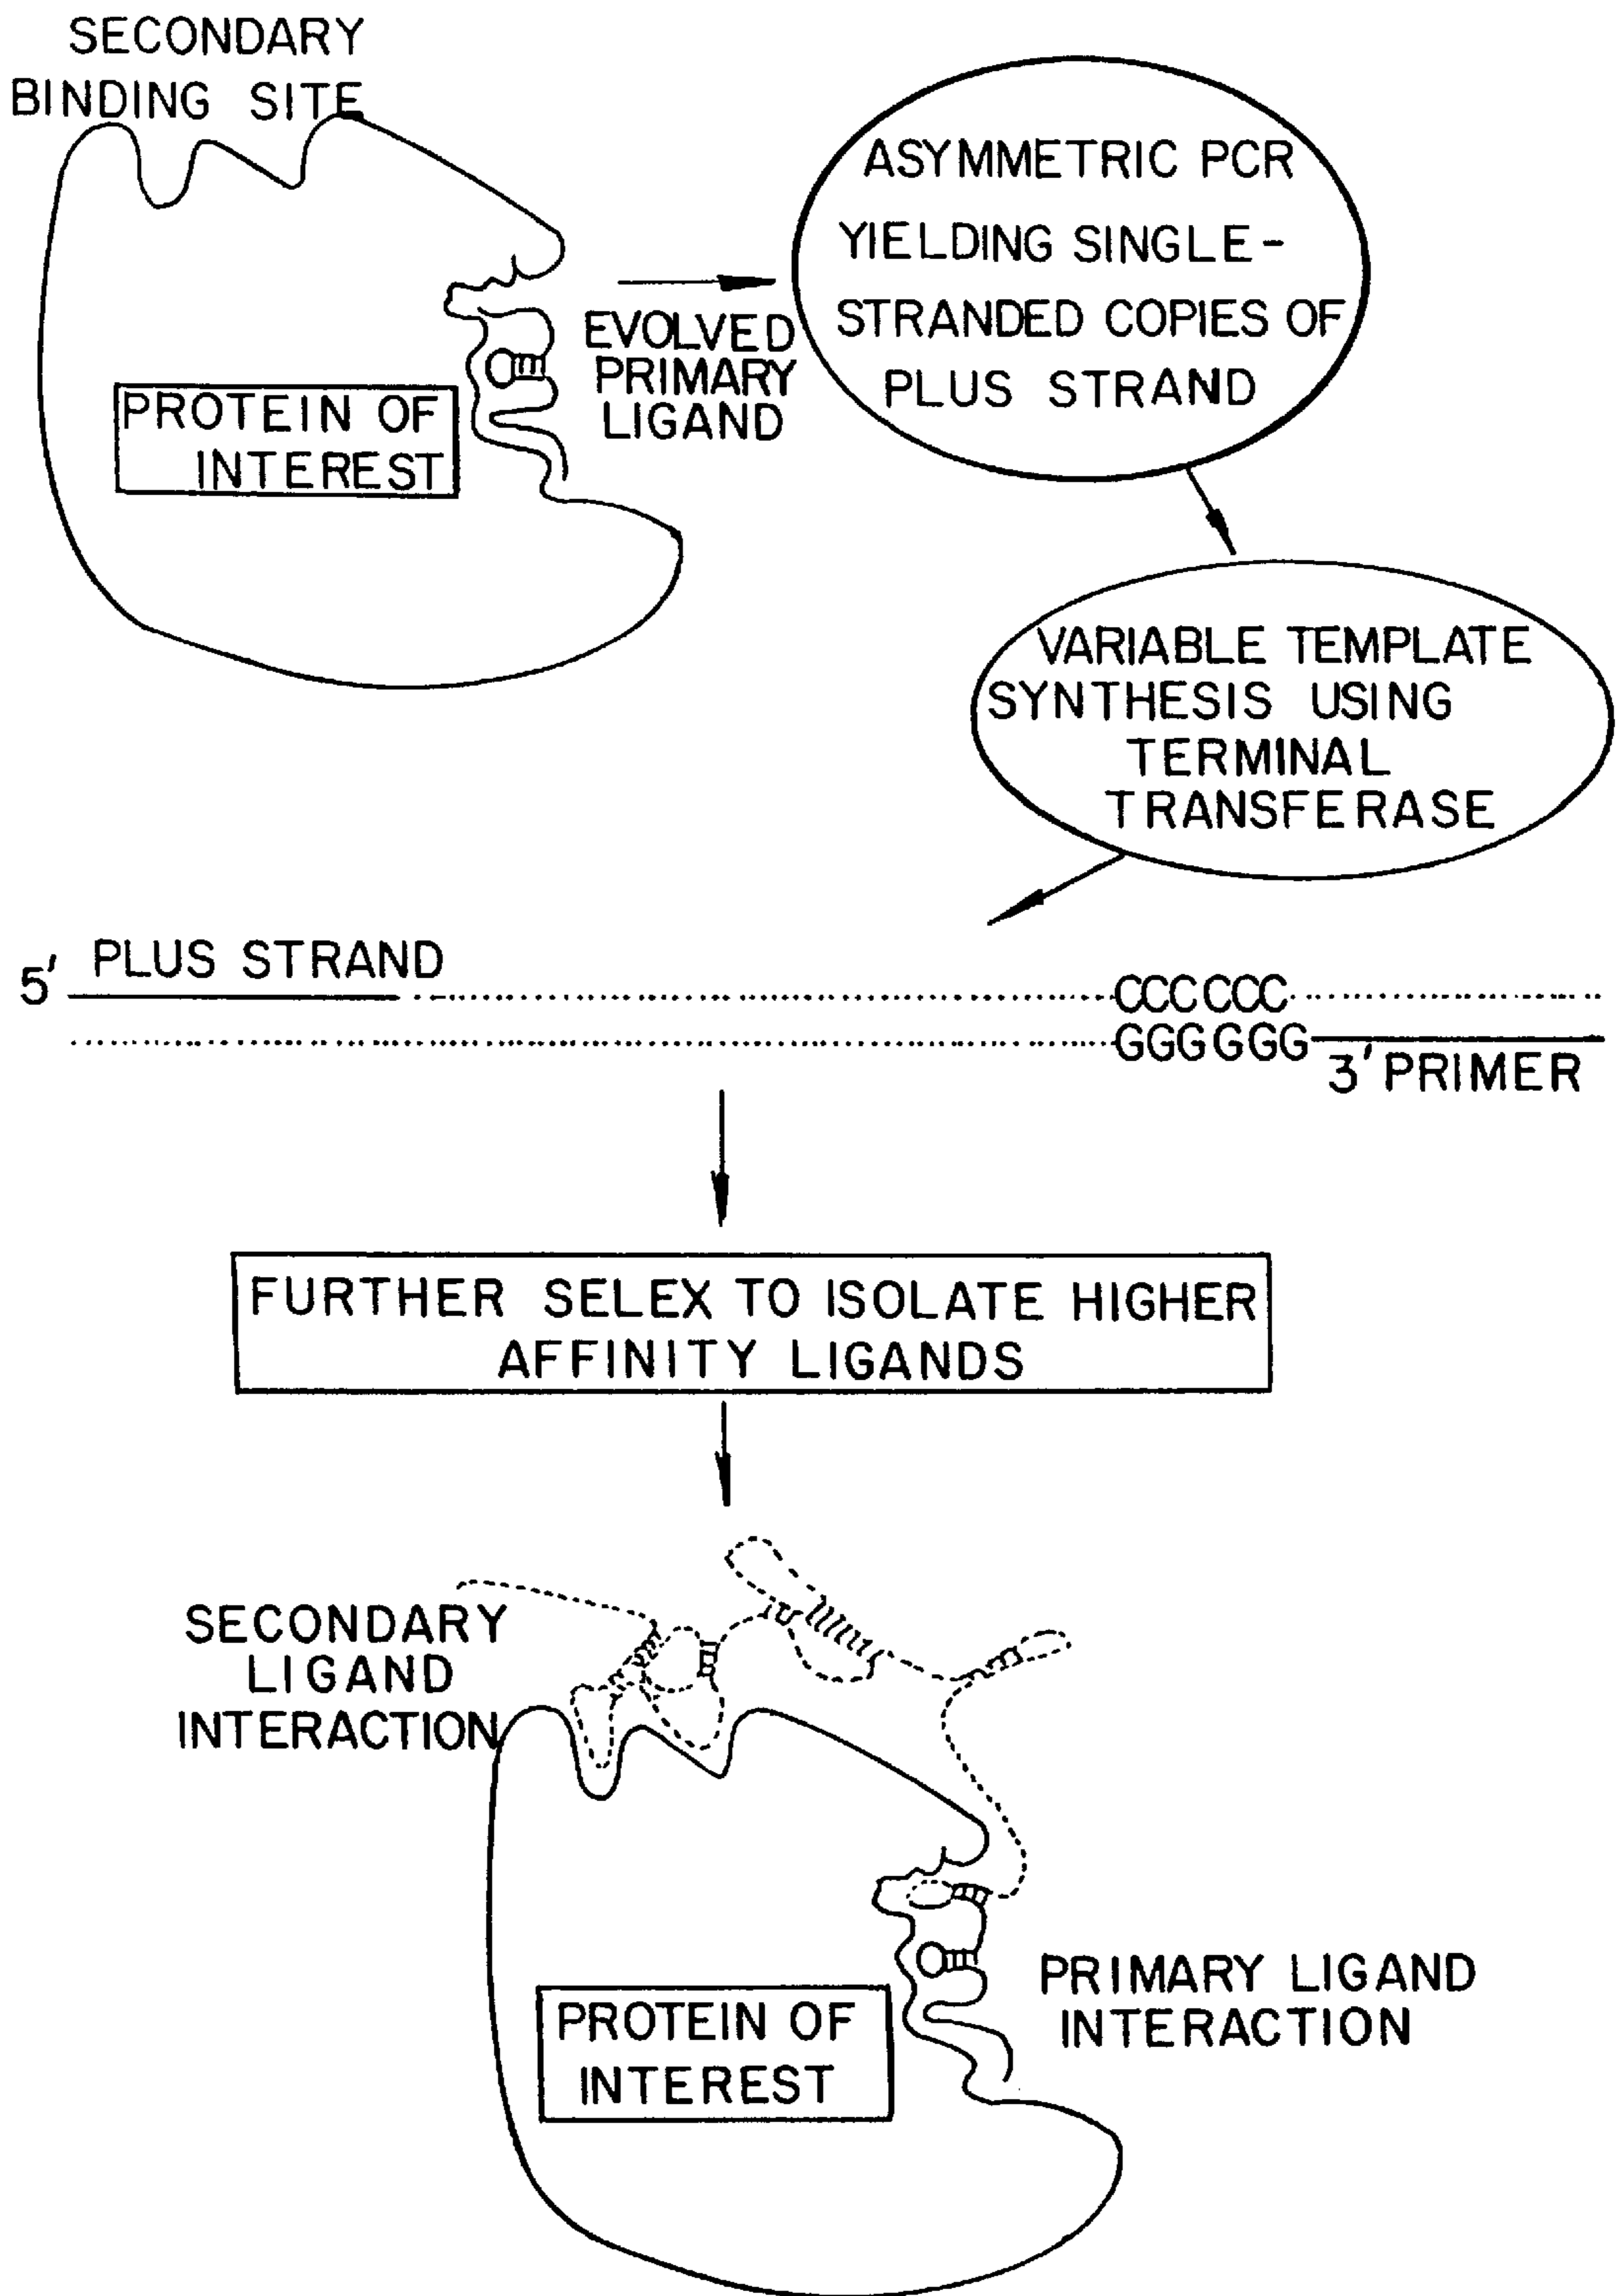 SECONDARY
BINDING SITE
PROTEIN OF
INTEREST
EVOLVED
PRIMARY
LIGAND
ASYMMETRIC PCR
YIELDING SINGLE-
STRANDED COPIES OF
PLUS STRAND
VARIABLE TEMPLATE
SYNTHESIS USING
TERMINAL
TRANSFERASE
5' PLUS STRAND
CCCCCC
GGGGGG
3' PRIMER
FURTHER SELEX TO ISOLATE HIGHER
AFFINITY LIGANDS
SECONDARY
LIGAND
INTERACTION
PROTEIN OF
INTEREST
PRIMARY LIGAND
INTERACTION